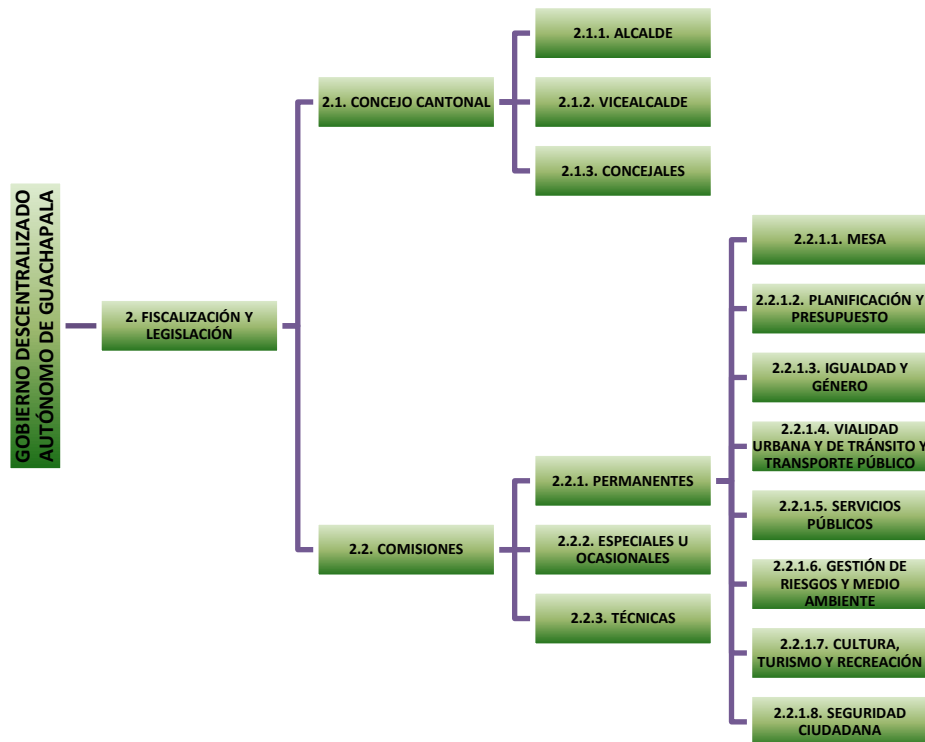 GOBIERNO DESCENTRALIZADO
AUTÓNOMO DE GUACHAPALA
2. FISCALIZACIÓN Y
LEGISLACIÓN
2.1. CONCEJO CANTONAL
2.1.1. ALCALDE
2.1.2. VICEALCALDE
2.1.3. CONCEJALES
2.2. COMISIONES
2.2.1. PERMANENTES
2.2.1.1. MESA
2.2.1.2. PLANIFICACIÓN Y
PRESUPUESTO
2.2.1.3. IGUALDAD Y
GÉNERO
2.2.1.4. VIALIDAD
URBANA Y DE TRÁNSITO Y
TRANSPORTE PÚBLICO
2.2.1.5. SERVICIOS
PÚBLICOS
2.2.1.6. GESTIÓN DE
RIESGOS Y MEDIO
AMBIENTE
2.2.1.7. CULTURA,
TURISMO Y RECREACIÓN
2.2.1.8. SEGURIDAD
CIUDADANA
2.2.2. ESPECIALES U
OCASIONALES
2.2.3. TÉCNICAS